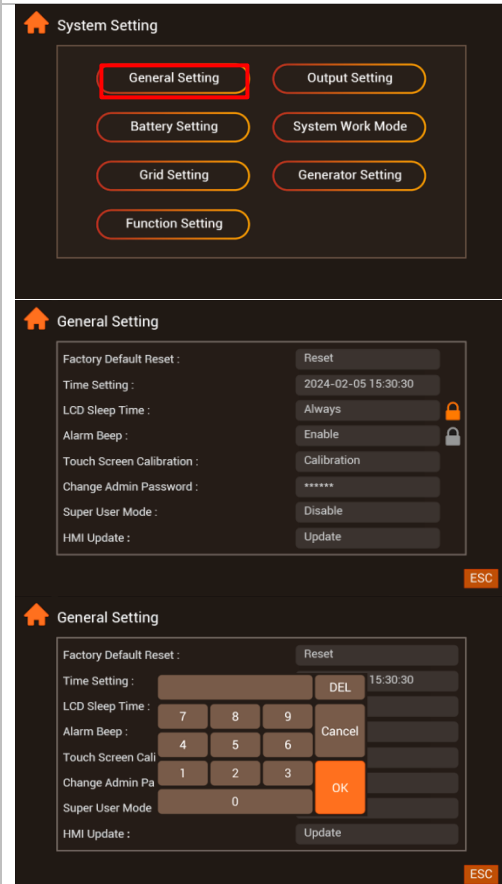 System Setting
General Setting Output Setting
Battery Setting System Work Mode
Grid Setting Generator Setting
Function Setting
General Setting
Factory Default Reset : Reset
Time Setting : 2024-02-05 15:30:30
LCD Sleep Time : Always
Alarm Beep : Enable
Touch Screen Calibration : Calibration
Change Admin Password : ******
Super User Mode : Disable
HMI Update : Update
ESC
General Setting
Factory Default Reset : Reset
Time Setting : DEL 15:30:30
LCD Sleep Time : 7 8 9
Alarm Beep : Cancel
4 5 6
Touch Screen Cali
1 2 3
Change Admin Pa OK
Super User Mode 0
HMI Update : Update
ESC